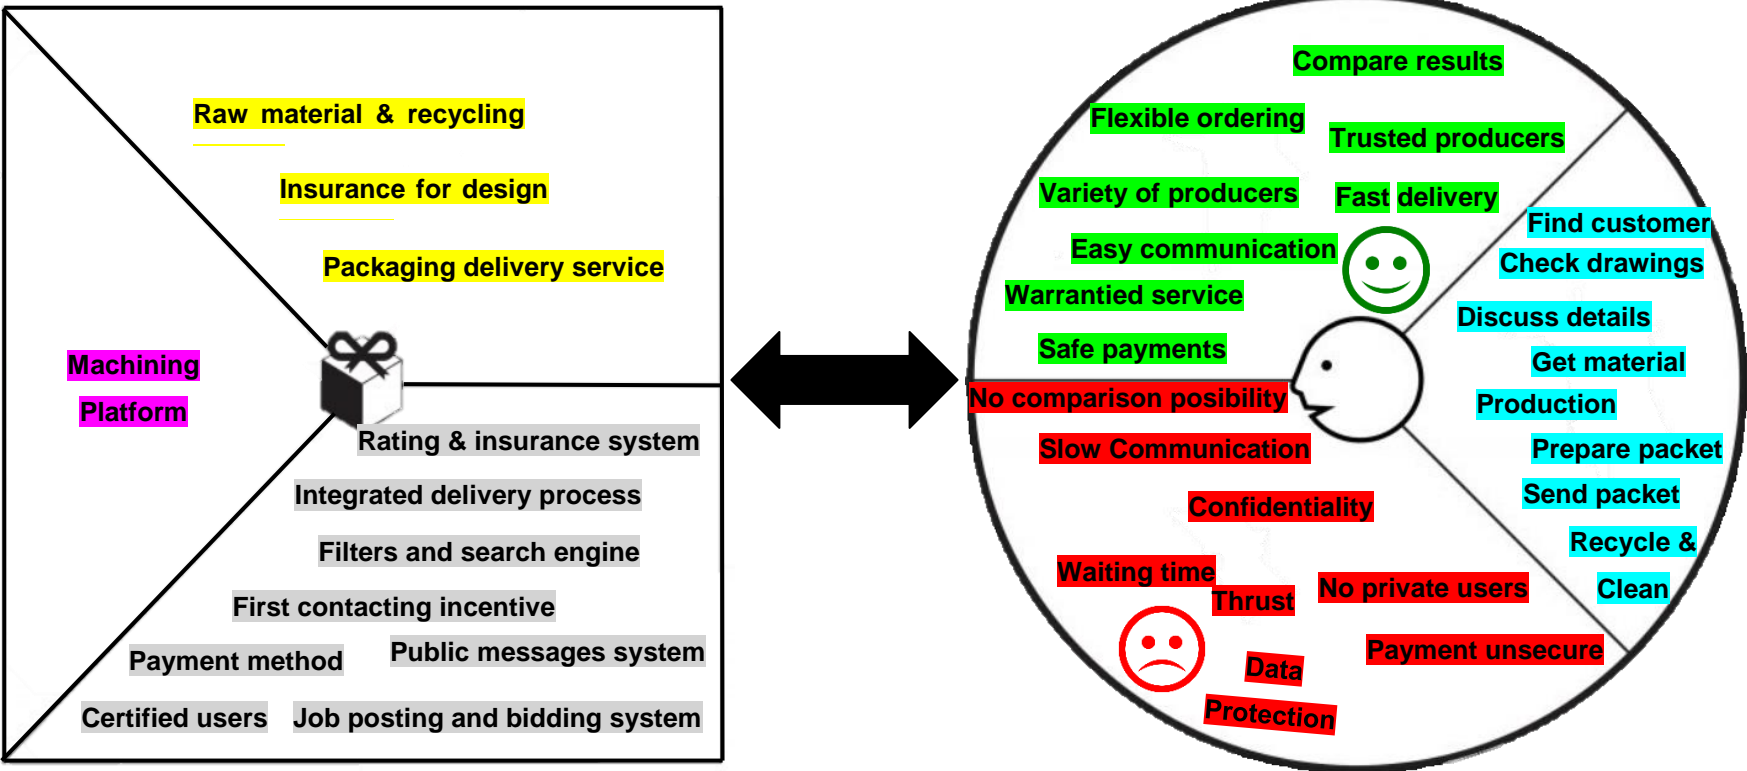 Raw material & recycling
Insurance for design
Packaging delivery service
Machining
Platform
Rating & insurance system
Integrated delivery process
Filters and search engine
First contacting incentive
Payment method
Public messages system
Certified users
Job posting and bidding system
Compare results
Flexible ordering
Trusted producers
Variety of producers
Fast delivery
Easy communication
Warrantied service
Safe payments
Find customer
Check drawings
Discuss details
Get material
Production
Prepare packet
Send packet
Recycle &
Clean
No comparison posibility
Slow Communication
Confidentiality
Waiting time
Thrust
No private users
Payment unsecure
Data
Protection